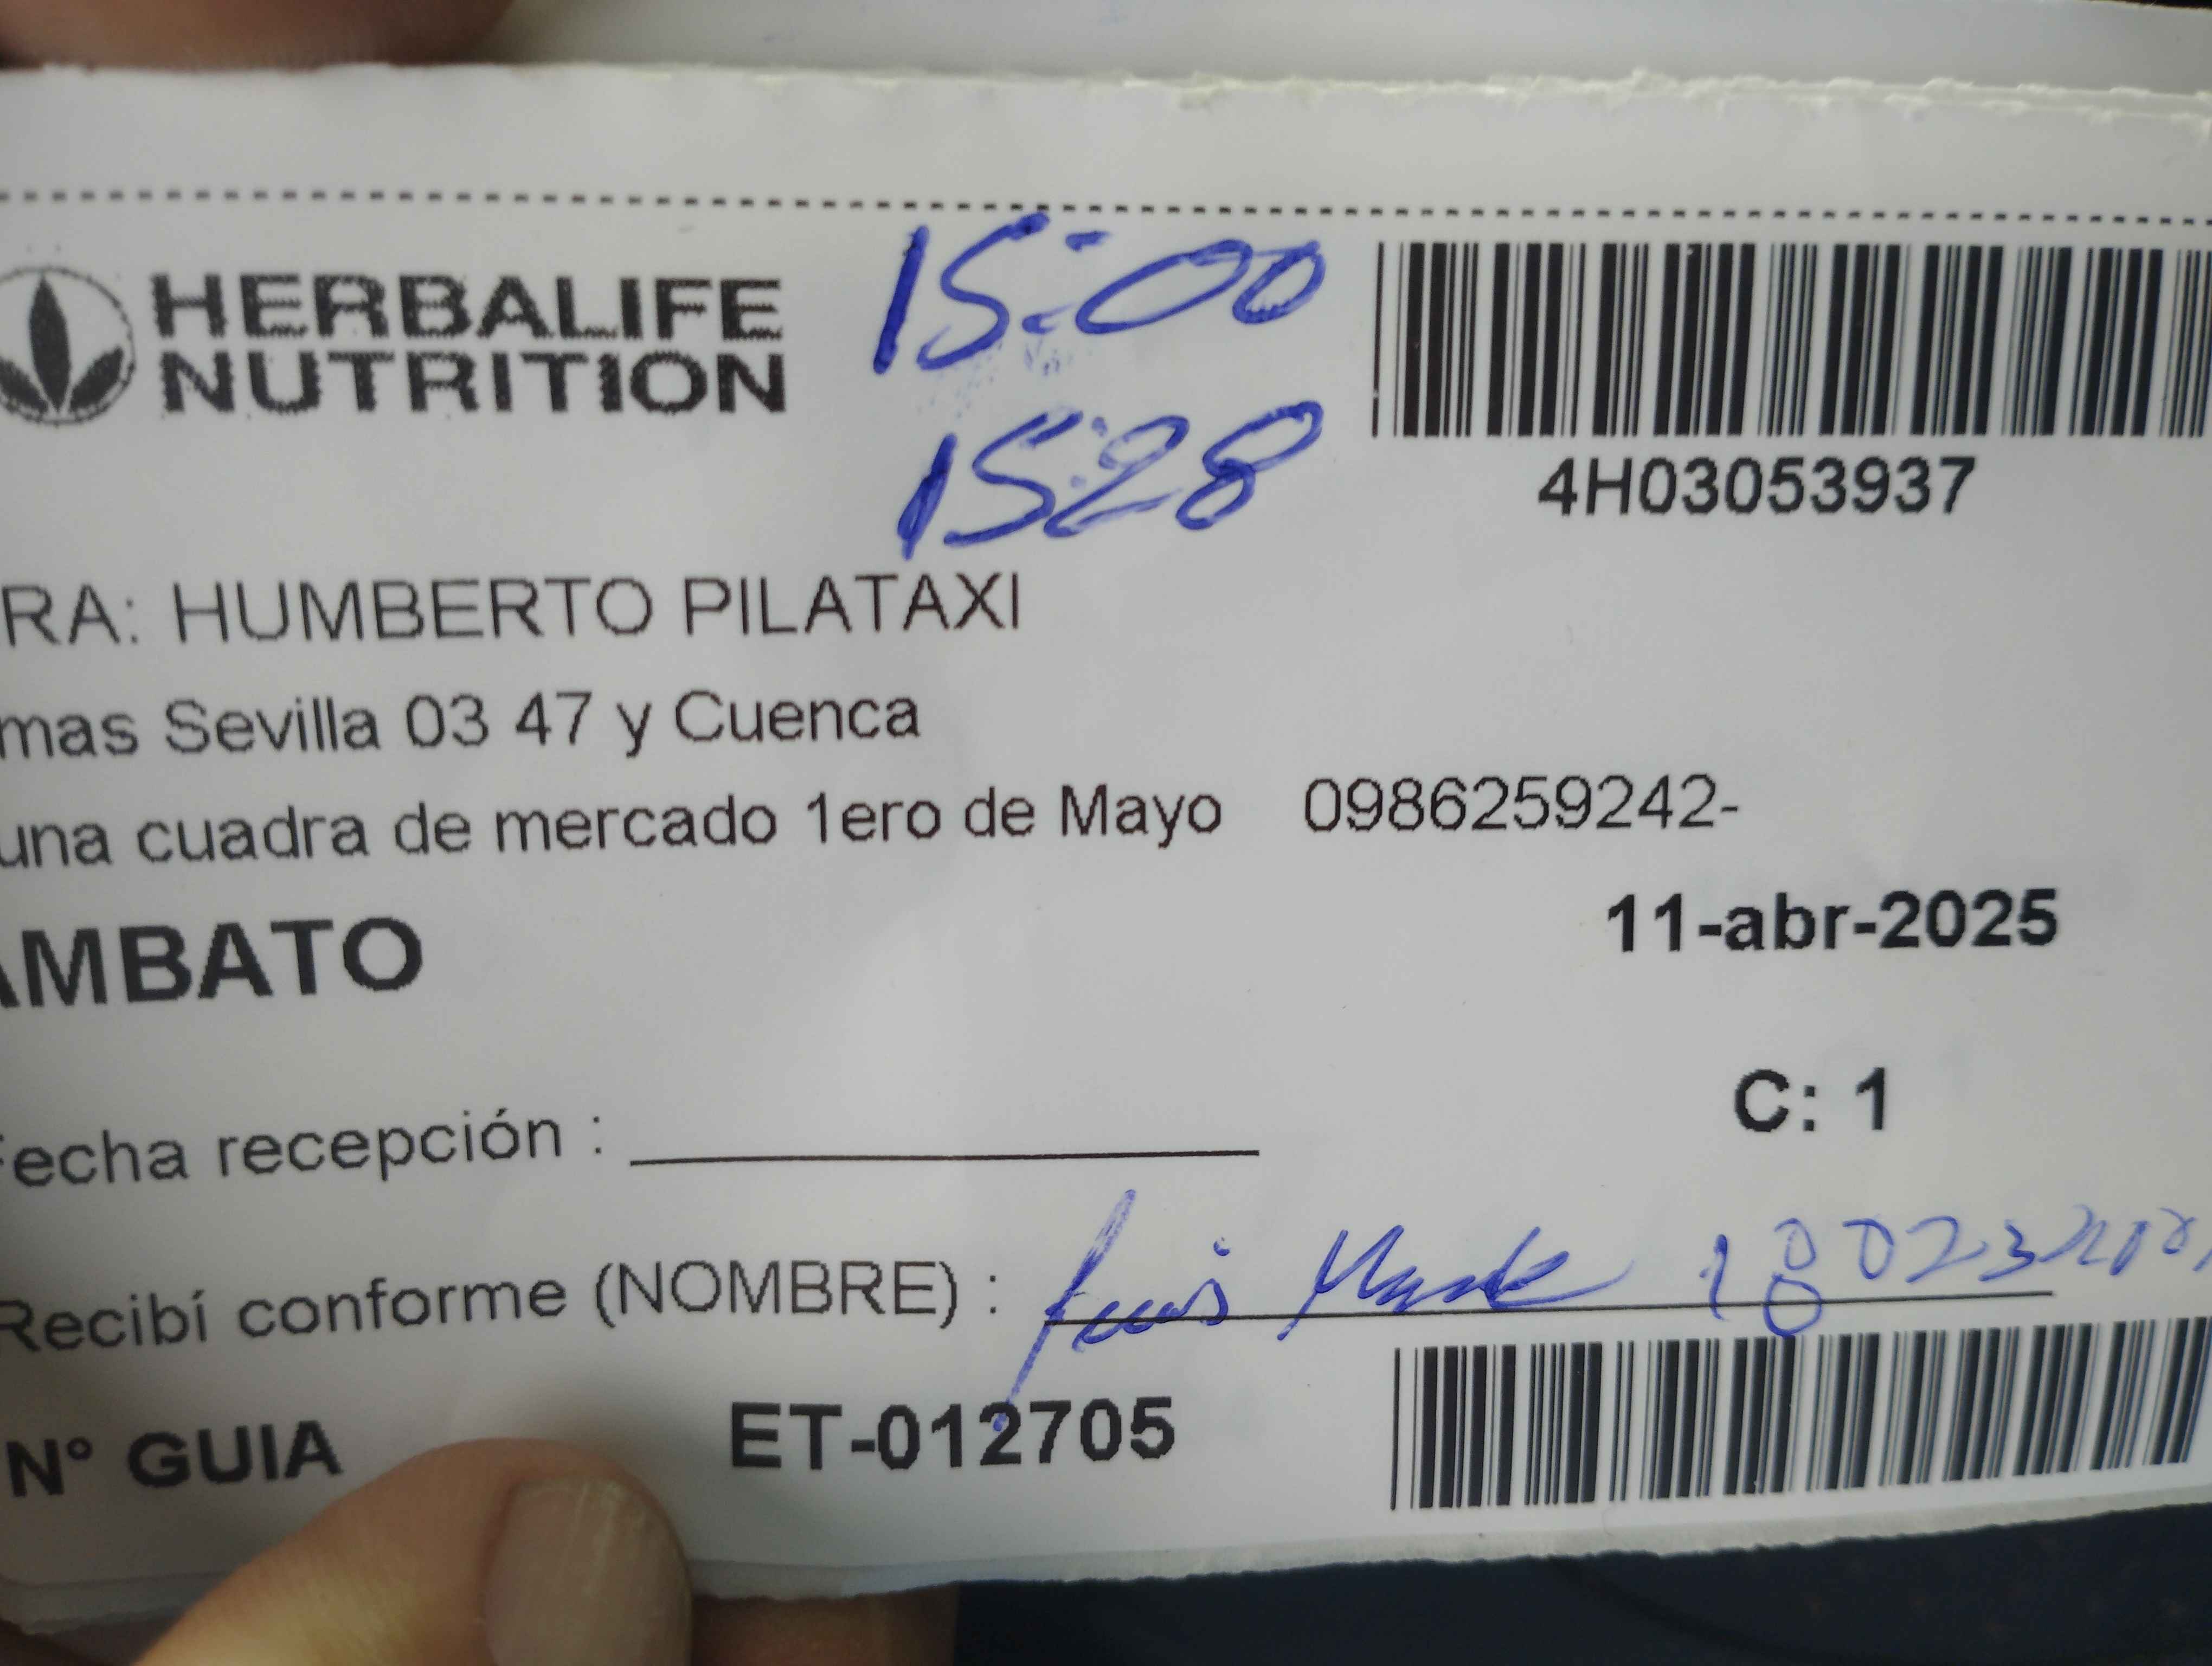 HERBALIFE
NUTRITION
15:00
15:28
4H03053937
RA: HUMBERTO PILATAXI
mas Sevilla 03 47 y Cuenca
una cuadra de mercado 1ero de Mayo 0986259242-
AMBATO
11-abr-2025
C: 1
Fecha recepción :
Recibí conforme (NOMBRE) : Luis
N° GUIA ET-012705